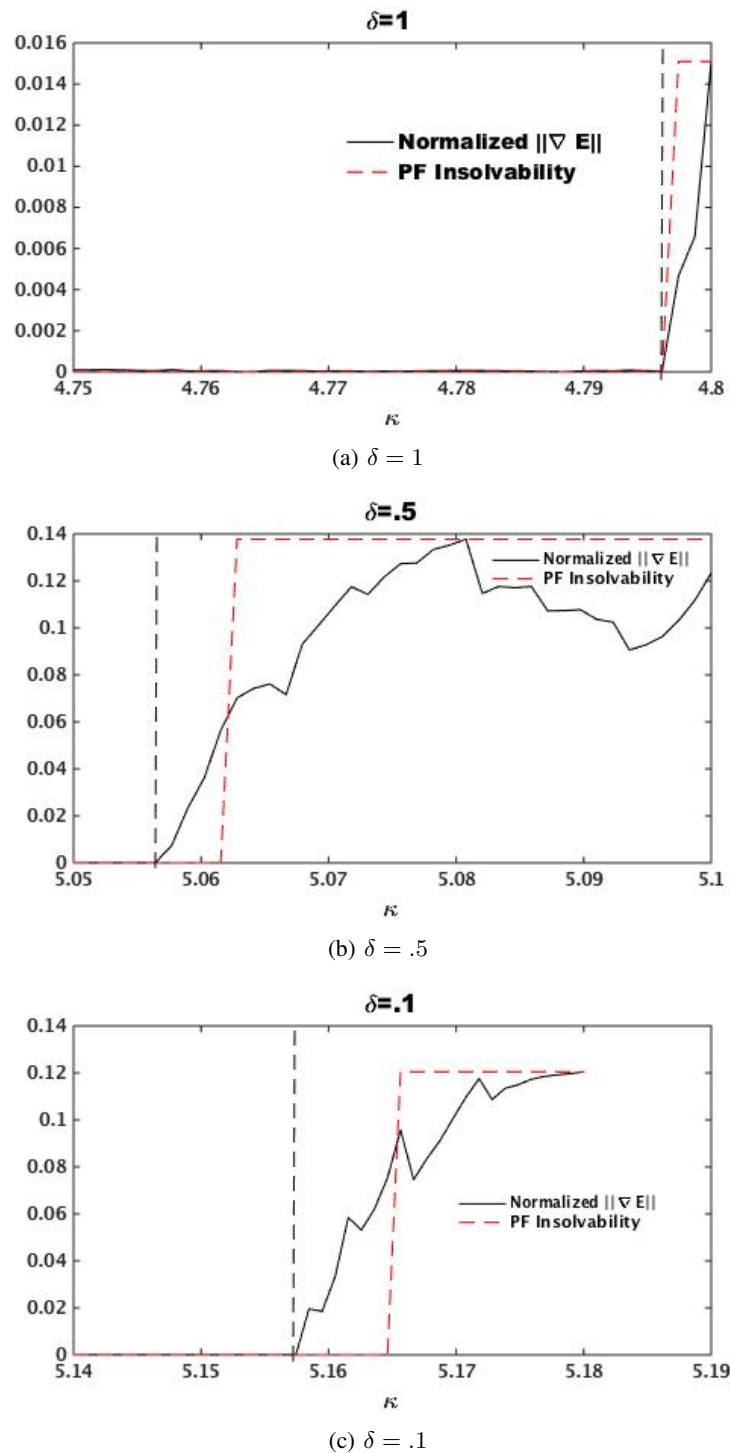 δ=1
0.016
0.014
0.012
0.01
0.008
0.006
0.004
0.002
0
Normalized ||∇ E||
PF Insolvability
4.75 4.76 4.77 4.78 4.79 4.8
κ
(a) δ = 1
δ=.5
0.14
0.12
0.1
0.08
0.06
0.04
0.02
0
Normalized ||∇ E||
PF Insolvability
5.05 5.06 5.07 5.08 5.09 5.1
κ
(b) δ = .5
δ=.1
0.14
0.12
0.1
0.08
0.06
0.04
0.02
0
Normalized ||∇ E||
PF Insolvability
5.14 5.15 5.16 5.17 5.18 5.19
κ
(c) δ = .1